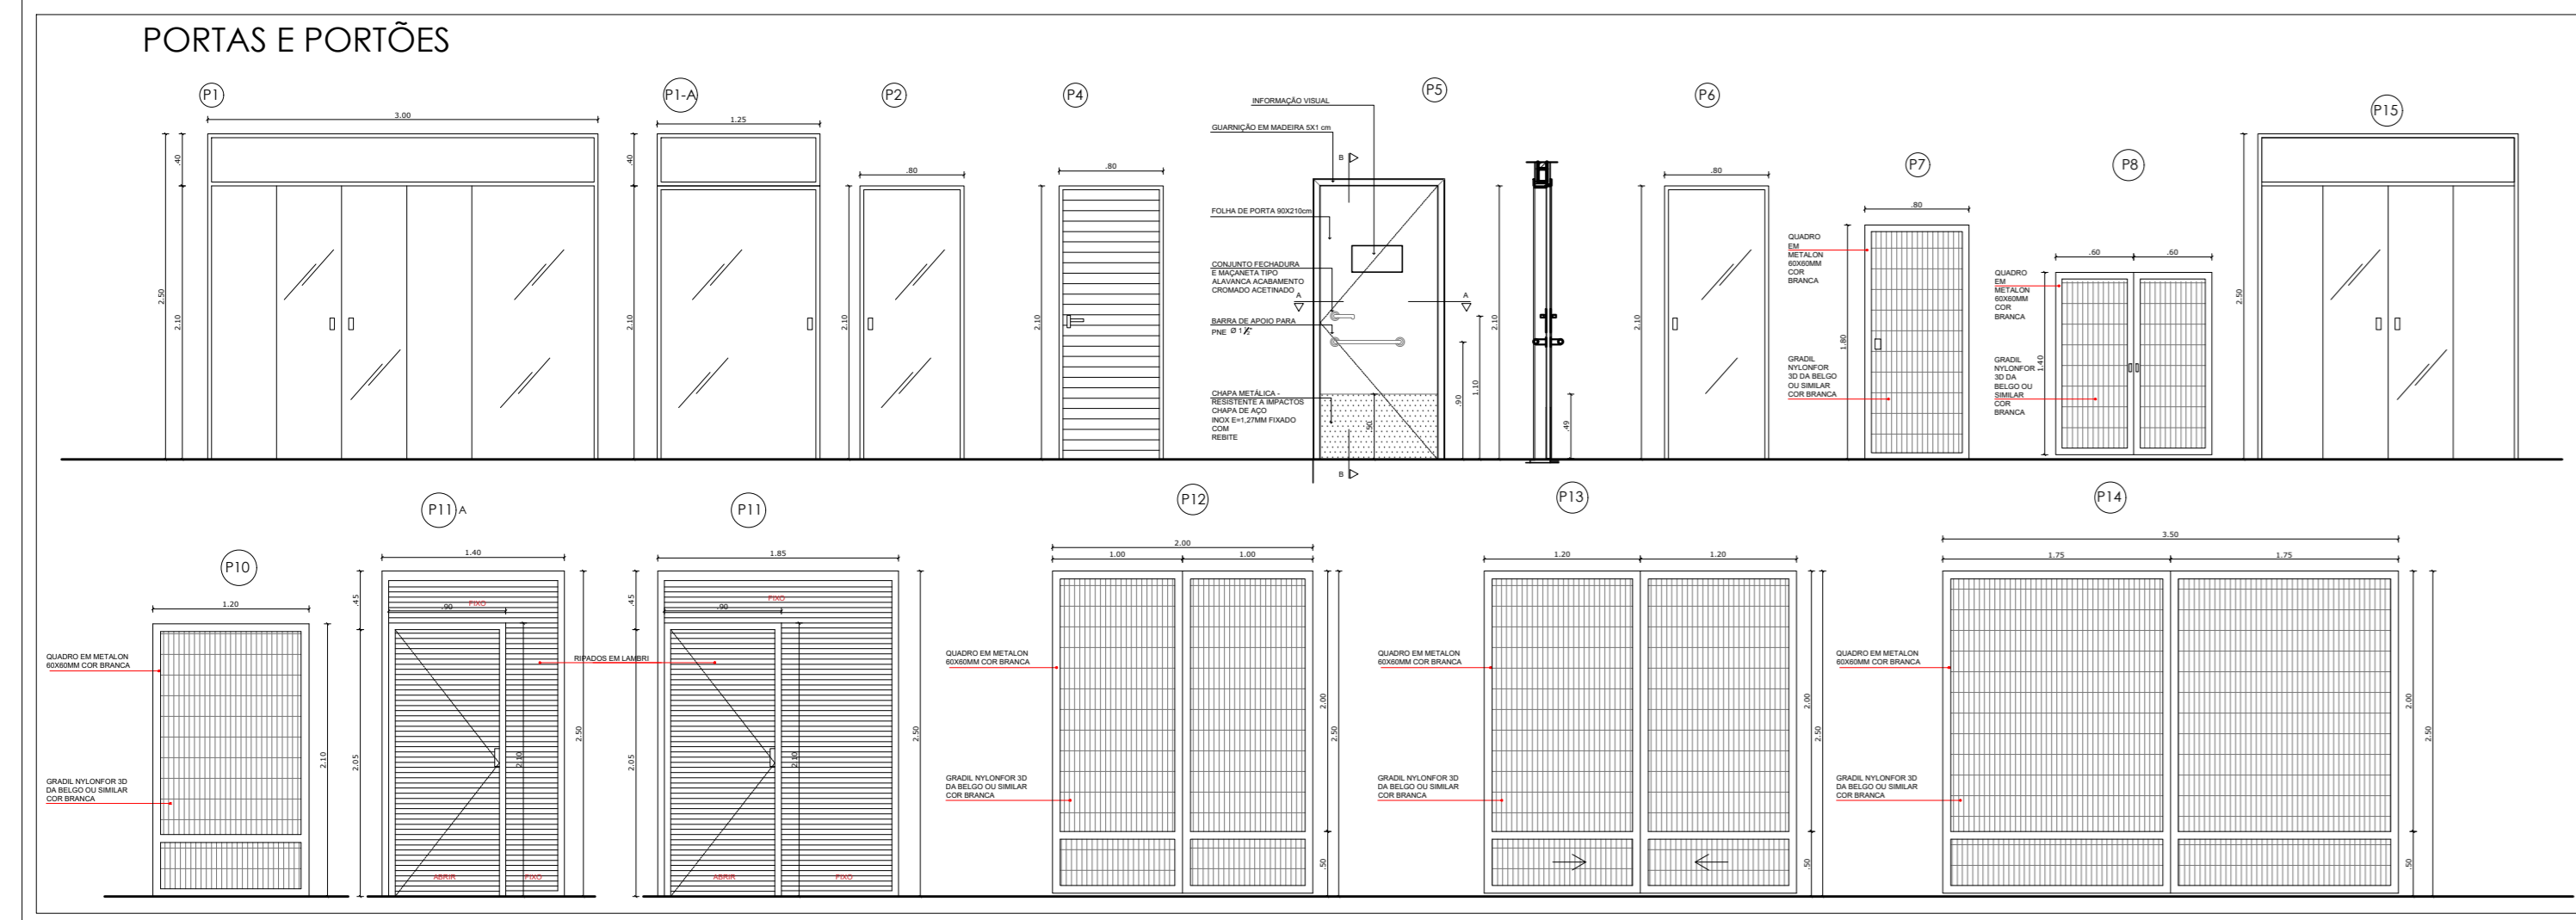 PORTAS E PORTÕES
P1
3.00
.40
2.50
2.10
P1-A
1.25
.40
2.10
P2
.80
2.10
P4
.80
2.10
P5
INFORMAÇÃO VISUAL
GUARNIÇÃO EM MADEIRA 5X1 cm
B
FOLHA DE PORTA 90X210cm
CONJUNTO FECHADURA
E MAÇANETA TIPO
ALAVANCA ACABAMENTO
CROMADO ACETINADO
A
A
BARRA DE APOIO PARA
PNE Ø 1 ½"
CHAPA METÁLICA -
RESISTENTE A IMPACTOS
CHAPA DE AÇO
INOX E=1,27MM FIXADO
COM
REBITE
B
.90
1.10
2.10
.49
P6
.80
2.10
P7
.80
QUADRO
EM
METALON
60X60MM
COR
BRANCA
1.80
GRADIL
NYLONFOR
3D DA BELGO
OU SIMILAR
COR BRANCA
P8
.60
.60
QUADRO
EM
METALON
60X60MM
COR
BRANCA
1.40
GRADIL
NYLONFOR
3D DA
BELGO OU
SIMILAR
COR
BRANCA
P15
2.50
P10
1.20
QUADRO EM METALON
60X60MM COR BRANCA
GRADIL NYLONFOR 3D
DA BELGO OU SIMILAR
COR BRANCA
2.10
P11 A
1.40
.45
.90
FIXO
2.05
2.10
2.50
ABRIR
FIXO
RIPADOS EM LAMBRI
P11
1.85
.45
.90
FIXO
2.05
2.10
2.50
ABRIR
FIXO
P12
2.00
1.00
1.00
QUADRO EM METALON
60X60MM COR BRANCA
GRADIL NYLONFOR 3D
DA BELGO OU SIMILAR
COR BRANCA
2.00
2.50
.50
P13
1.20
1.20
QUADRO EM METALON
60X60MM COR BRANCA
GRADIL NYLONFOR 3D
DA BELGO OU SIMILAR
COR BRANCA
2.00
2.50
.50
P14
3.50
1.75
1.75
QUADRO EM METALON
60X60MM COR BRANCA
GRADIL NYLONFOR 3D
DA BELGO OU SIMILAR
COR BRANCA
2.00
2.50
.50